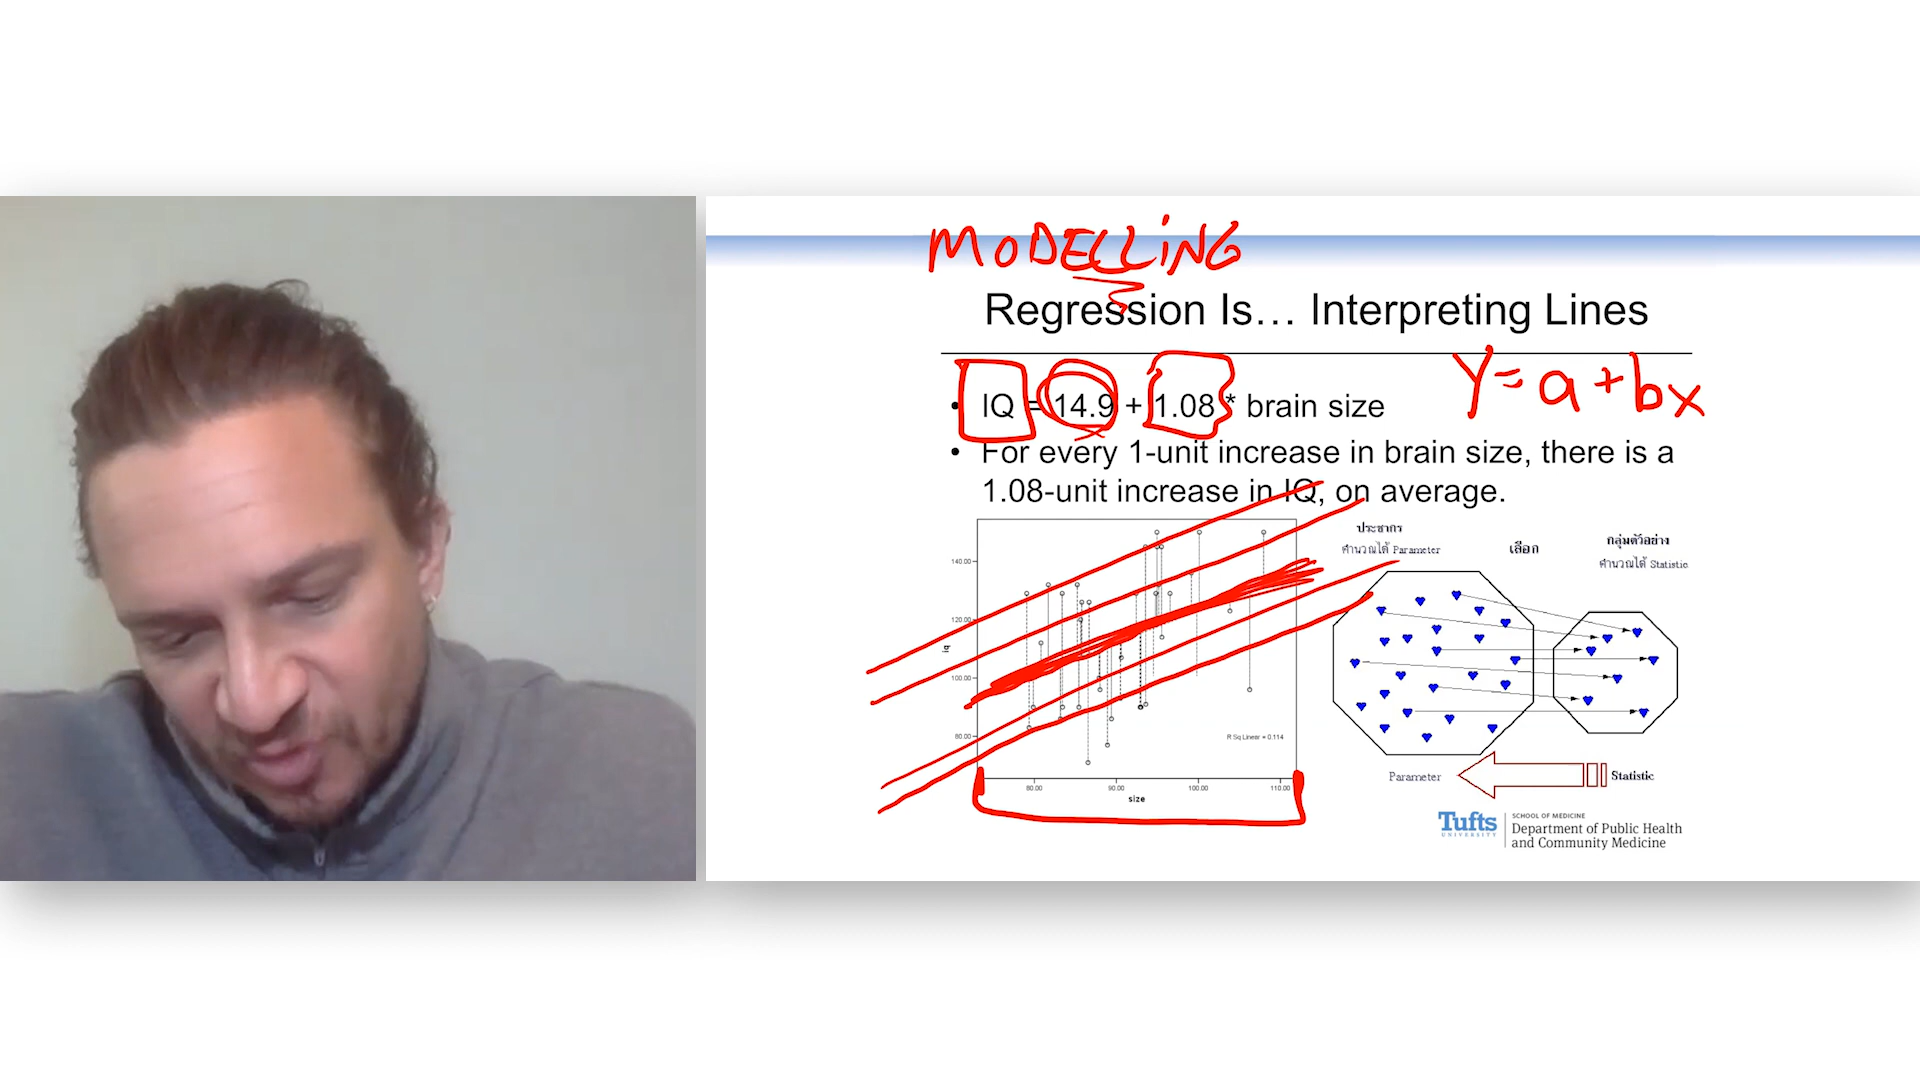 MODELLING
Regression Is… Interpreting Lines
Y = a + bx
• IQ = 14.9 + 1.08 * brain size
• For every 1-unit increase in brain size, there is a
1.08-unit increase in IQ, on average.
140.00
120.00
100.00
80.00
iq
R Sq Linear = 0.114
80.00 90.00 100.00 110.00
size
ประชากร
คำนวณได้ Parameter
เลือก
กลุ่มตัวอย่าง
คำนวณได้ Statistic
Parameter
Statistic
Tufts
UNIVERSITY
SCHOOL OF MEDICINE
Department of Public Health
and Community Medicine